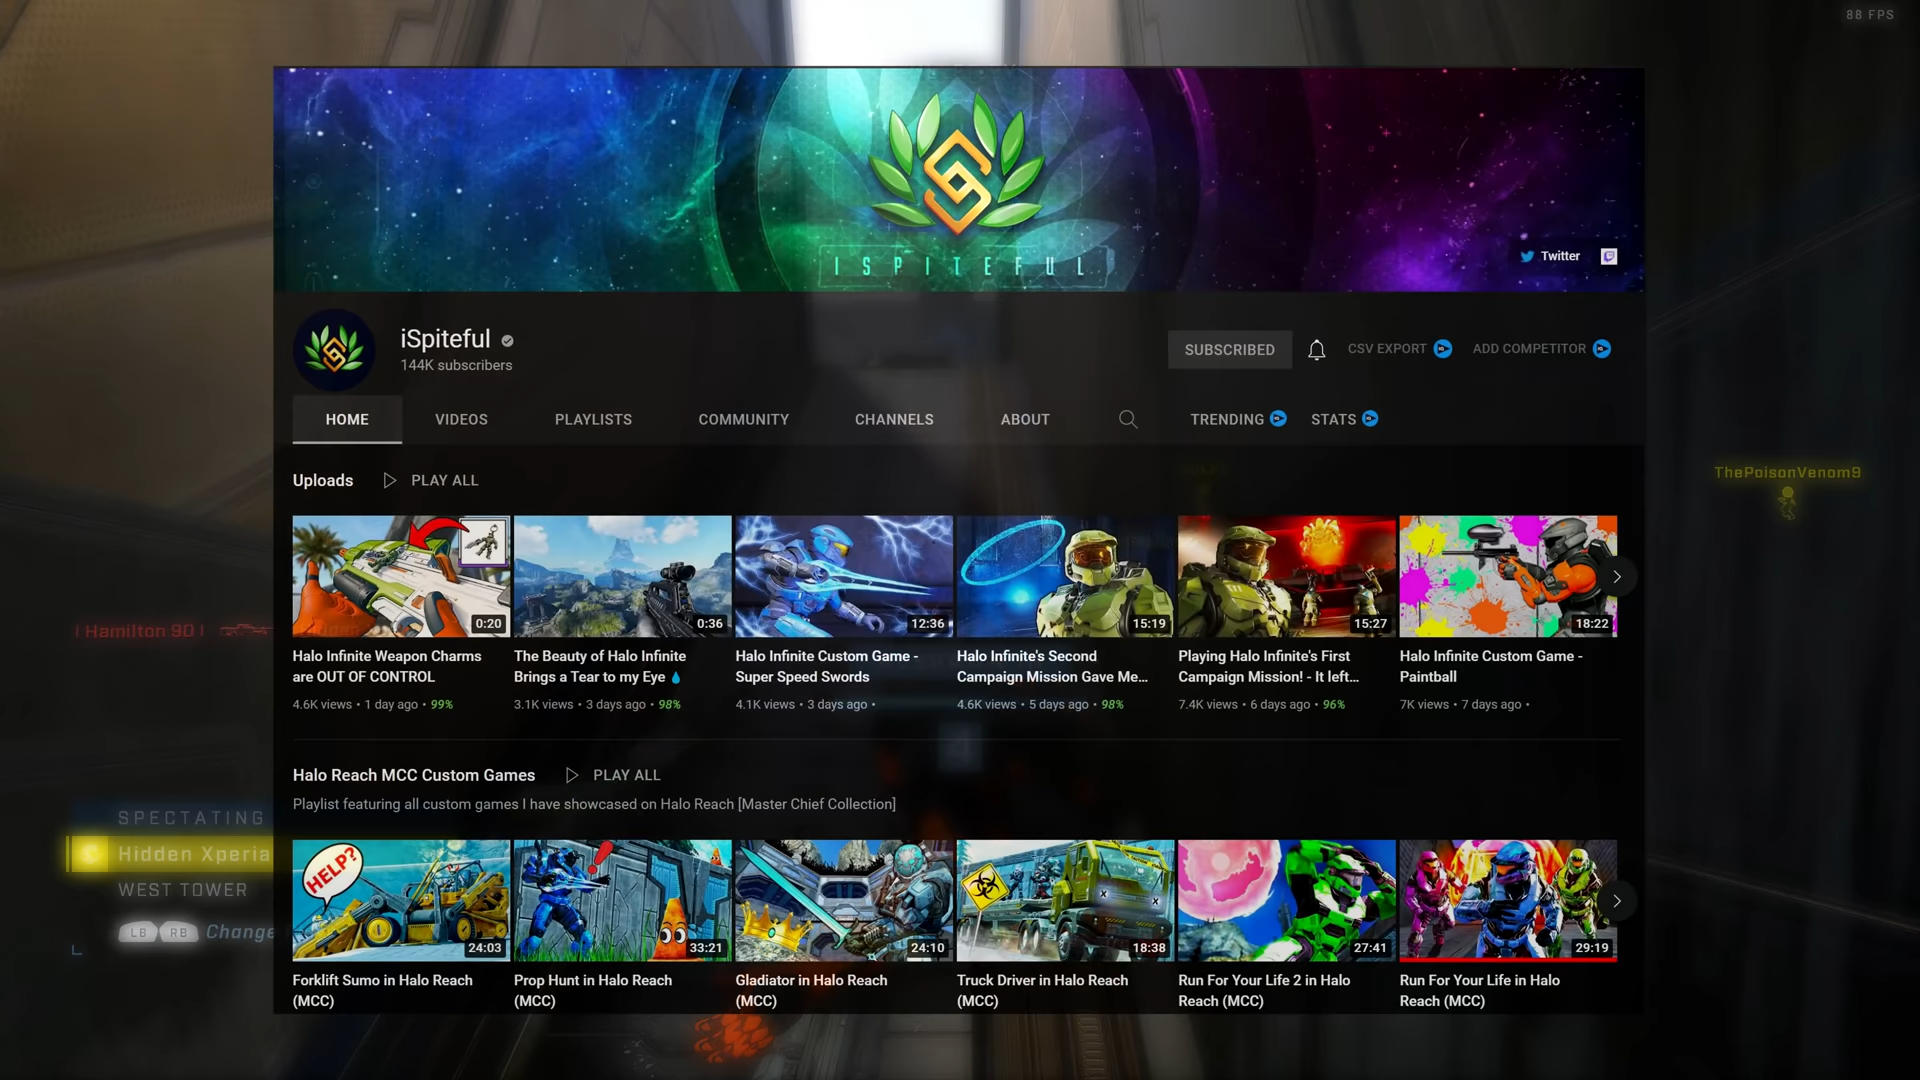 88 FPS
ISPITEFUL
Twitter
iSpiteful
144K subscribers
SUBSCRIBED
CSV EXPORT
ADD COMPETITOR
HOME
VIDEOS
PLAYLISTS
COMMUNITY
CHANNELS
ABOUT
TRENDING
STATS
Uploads
PLAY ALL
ThePoisonVenom9
Hamilton 90
0:20
0:36
12:36
15:19
15:27
18:22
Halo Infinite Weapon Charms
are OUT OF CONTROL
4.6K views • 1 day ago • 99%
The Beauty of Halo Infinite
Brings a Tear to my Eye
3.1K views • 3 days ago • 98%
Halo Infinite Custom Game -
Super Speed Swords
4.1K views • 3 days ago •
Halo Infinite's Second
Campaign Mission Gave Me...
4.6K views • 5 days ago • 98%
Playing Halo Infinite's First
Campaign Mission! - It left...
7.4K views • 6 days ago • 96%
Halo Infinite Custom Game -
Paintball
7K views • 7 days ago •
Halo Reach MCC Custom Games
PLAY ALL
Playlist featuring all custom games I have showcased on Halo Reach [Master Chief Collection]
SPECTATING
Hidden Xperia
WEST TOWER
LB
RB
Change
HELP?
24:03
33:21
24:10
18:38
27:41
29:19
Forklift Sumo in Halo Reach
(MCC)
Prop Hunt in Halo Reach
(MCC)
Gladiator in Halo Reach
(MCC)
Truck Driver in Halo Reach
(MCC)
Run For Your Life 2 in Halo
Reach (MCC)
Run For Your Life in Halo
Reach (MCC)